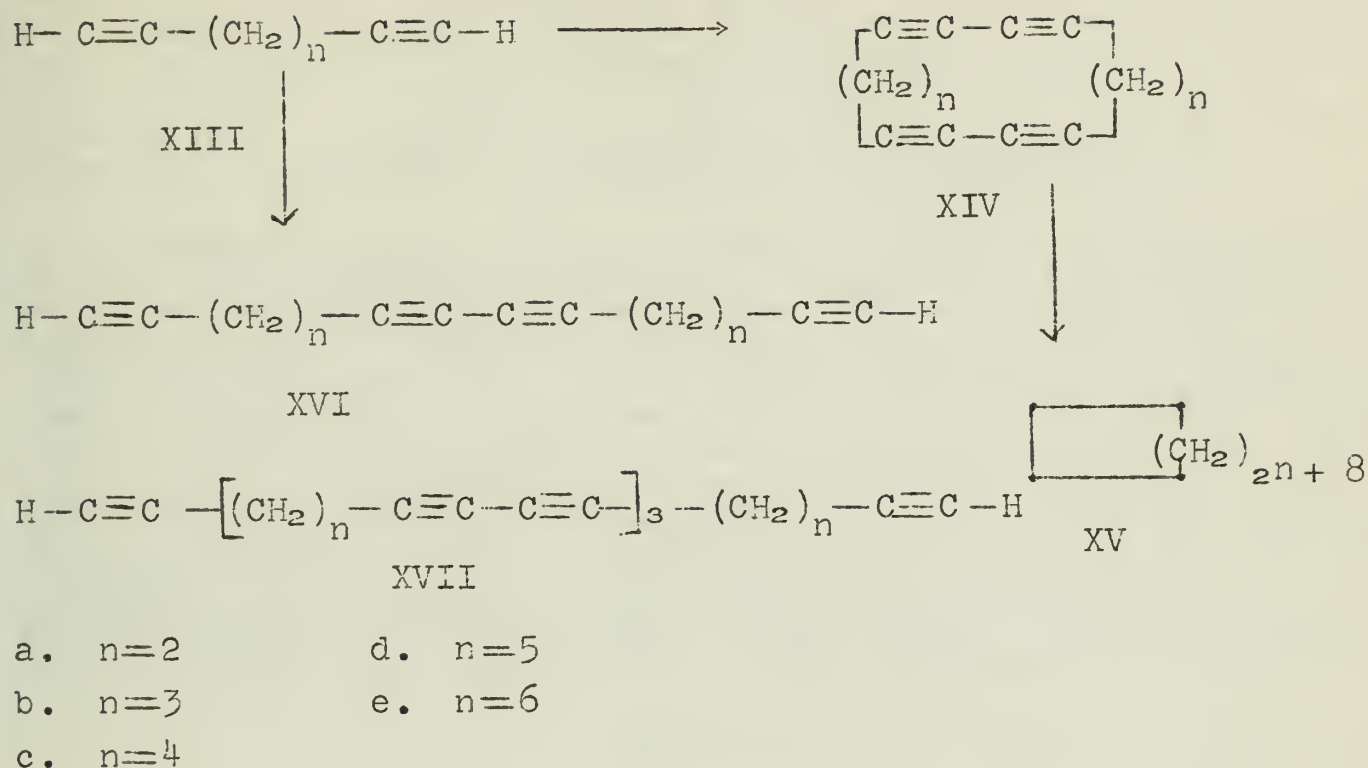 H— C≡C — (CH₂)ₙ — C≡C — H ⟶ C≡C — C≡C
(CH₂)ₙ (CH₂)ₙ
XIII C≡C — C≡C
XIV
H— C≡C — (CH₂)ₙ — C≡C — C≡C — (CH₂)ₙ — C≡C—H
XVI
(CH₂)₂ₙ + 8
H—C≡C —[(CH₂)ₙ — C≡C — C≡C—]₃ — (CH₂)ₙ — C≡C — H
XV
XVII
a. n=2 d. n=5
b. n=3 e. n=6
c. n=4